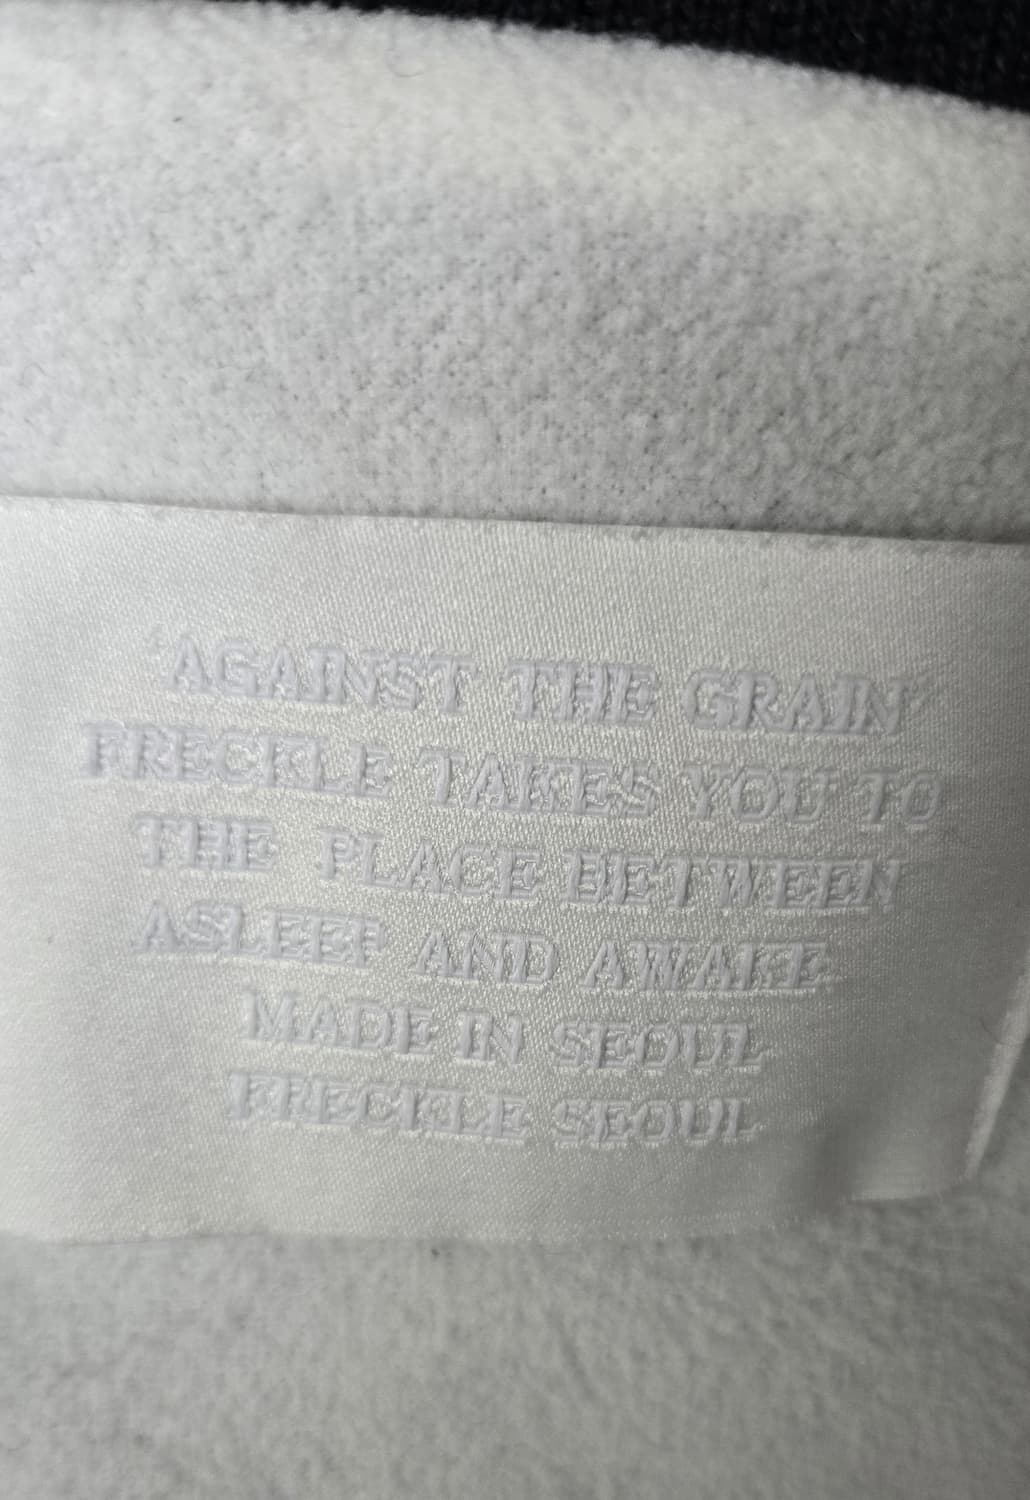 'AGAINST THE GRAIN'
FRECKLE TAKES YOU TO
THE PLACE BETWEEN
ASLEEP AND AWAKE
MADE IN SEOUL
FRECKLE SEOUL